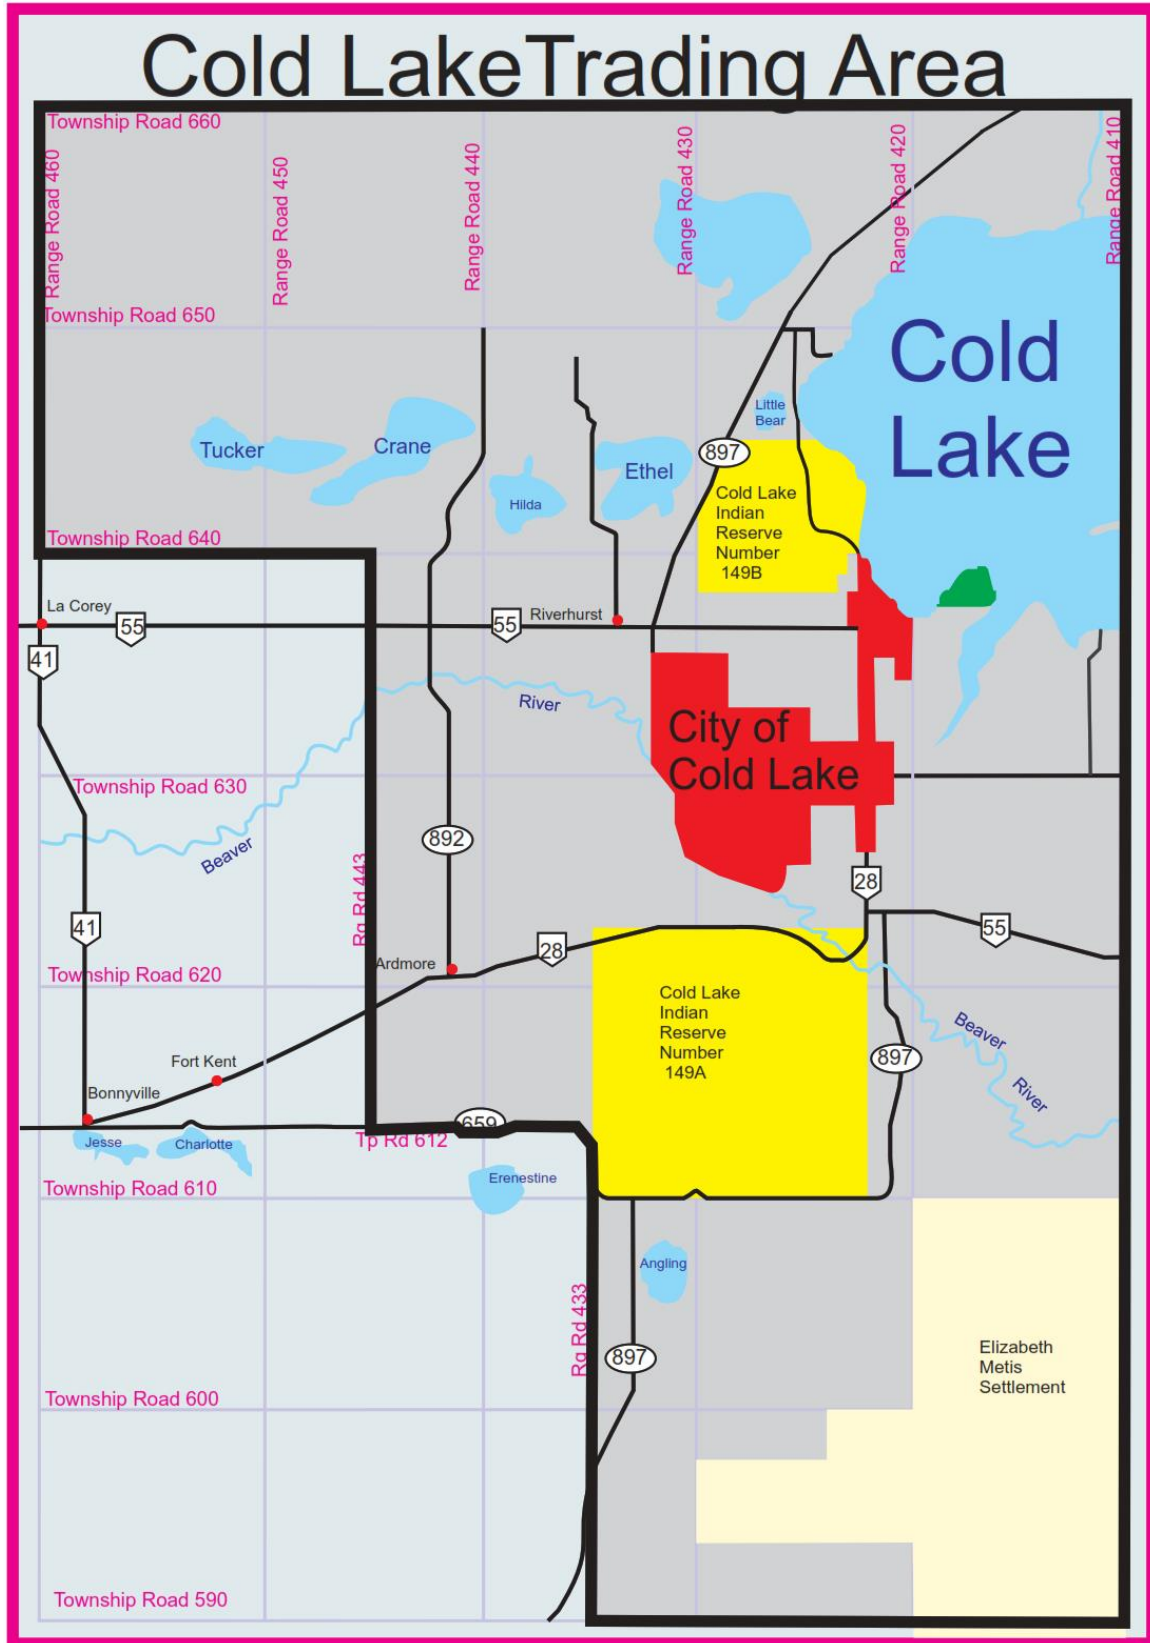 Cold LakeTrading Area
Township Road 660
Range Road 460
Range Road 450
Range Road 440
Range Road 430
Range Road 420
Range Road 410
Township Road 650
Cold
Lake
Little
Bear
Tucker
Crane
Hilda
Ethel
897
Cold Lake
Indian
Reserve
Number
149B
Township Road 640
La Corey
55
41
55
Riverhurst
River
City of
Cold Lake
Township Road 630
Beaver
892
Rg Rd 443
28
41
55
28
Ardmore
Township Road 620
Cold Lake
Indian
Reserve
Number
149A
Beaver
River
897
Fort Kent
Bonnyville
Jesse
Charlotte
659
Tp Rd 612
Erenestine
Township Road 610
Angling
Rg Rd 433
897
Elizabeth
Metis
Settlement
Township Road 600
Township Road 590